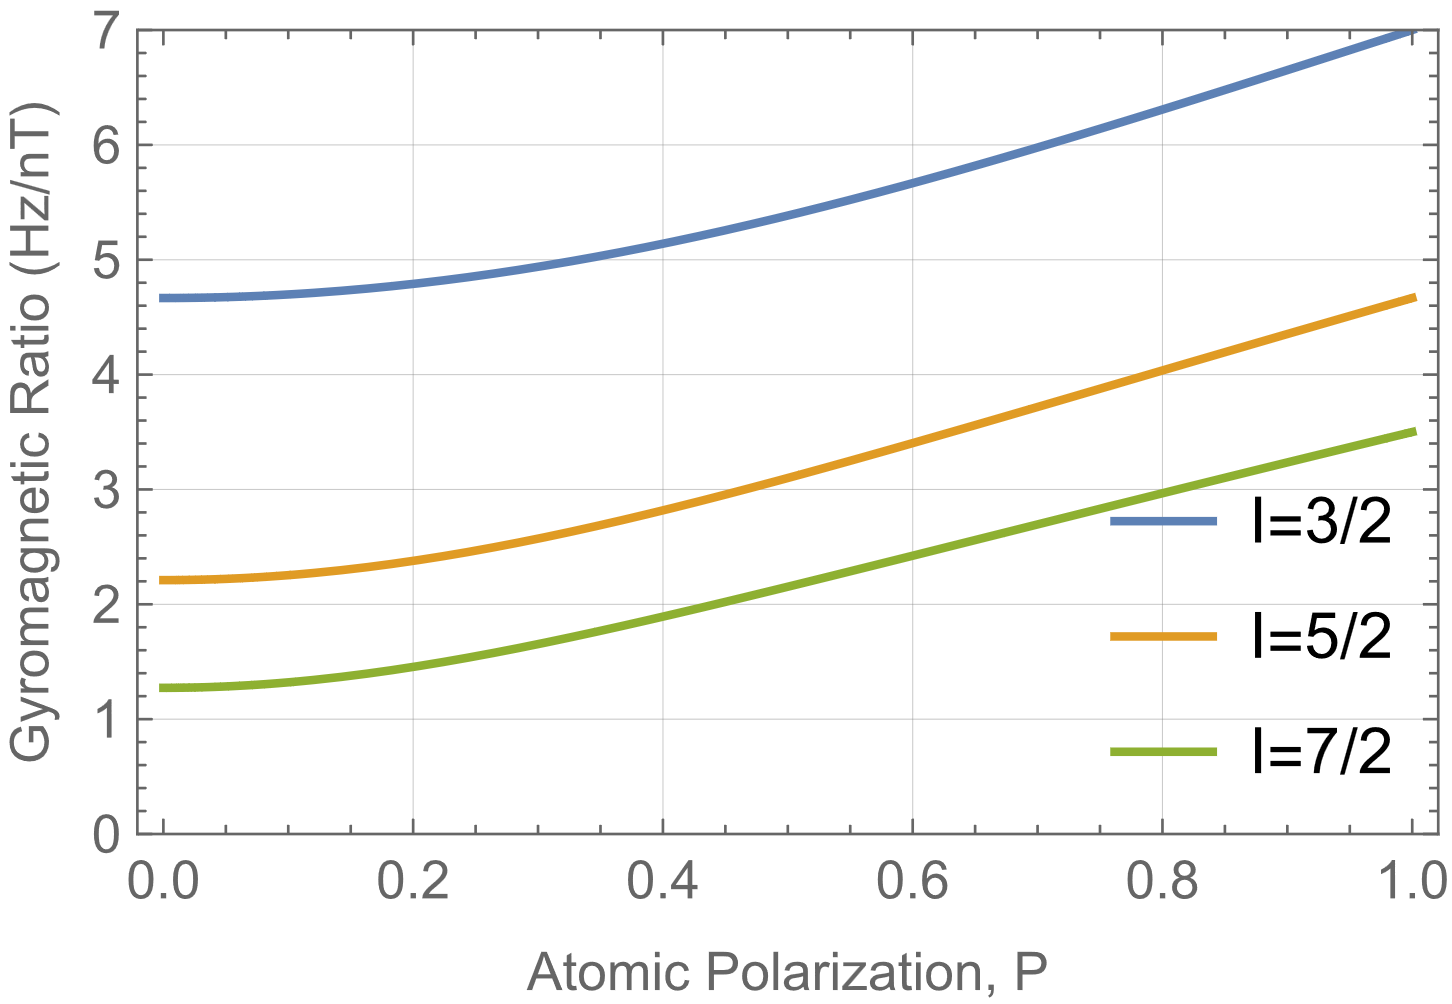 Gyromagnetic Ratio (Hz/nT)
7
6
5
4
3
2
1
0
I=3/2
I=5/2
I=7/2
0.0 0.2 0.4 0.6 0.8 1.0
Atomic Polarization, P